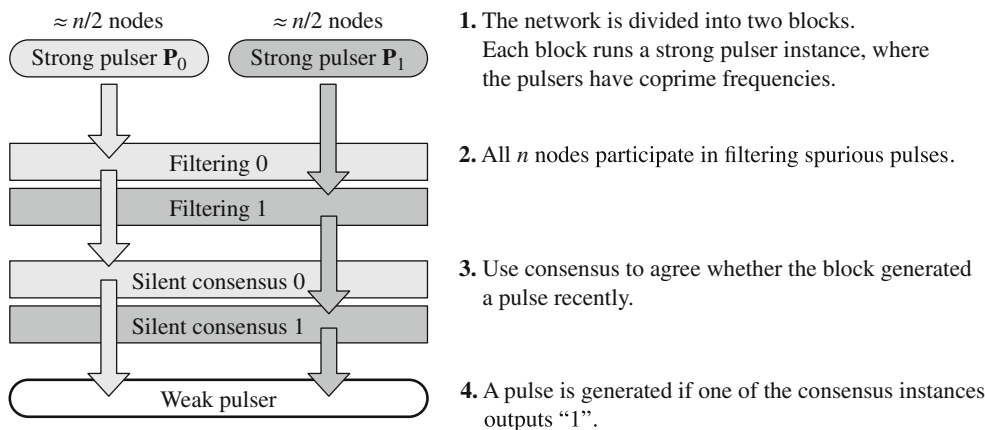 ≈ n/2 nodes
≈ n/2 nodes
Strong pulser P0
Strong pulser P1
Filtering 0
Filtering 1
Silent consensus 0
Silent consensus 1
Weak pulser
1. The network is divided into two blocks.
Each block runs a strong pulser instance, where
the pulsers have coprime frequencies.
2. All n nodes participate in filtering spurious pulses.
3. Use consensus to agree whether the block generated
a pulse recently.
4. A pulse is generated if one of the consensus instances
outputs “1”.